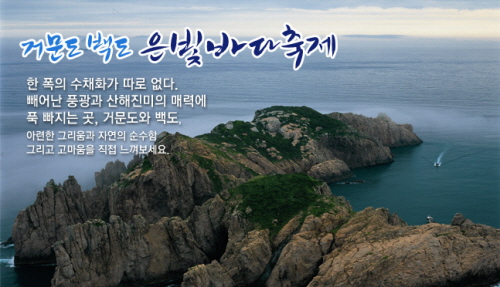 거문도 백도 은빛바다축제
한 폭의 수채화가 따로 없다.
빼어난 풍광과 산해진미의 매력에
푹 빠지는 곳, 거문도와 백도,
아련한 그리움과 자연의 순수함
그리고 고마움을 직접 느껴보세요.